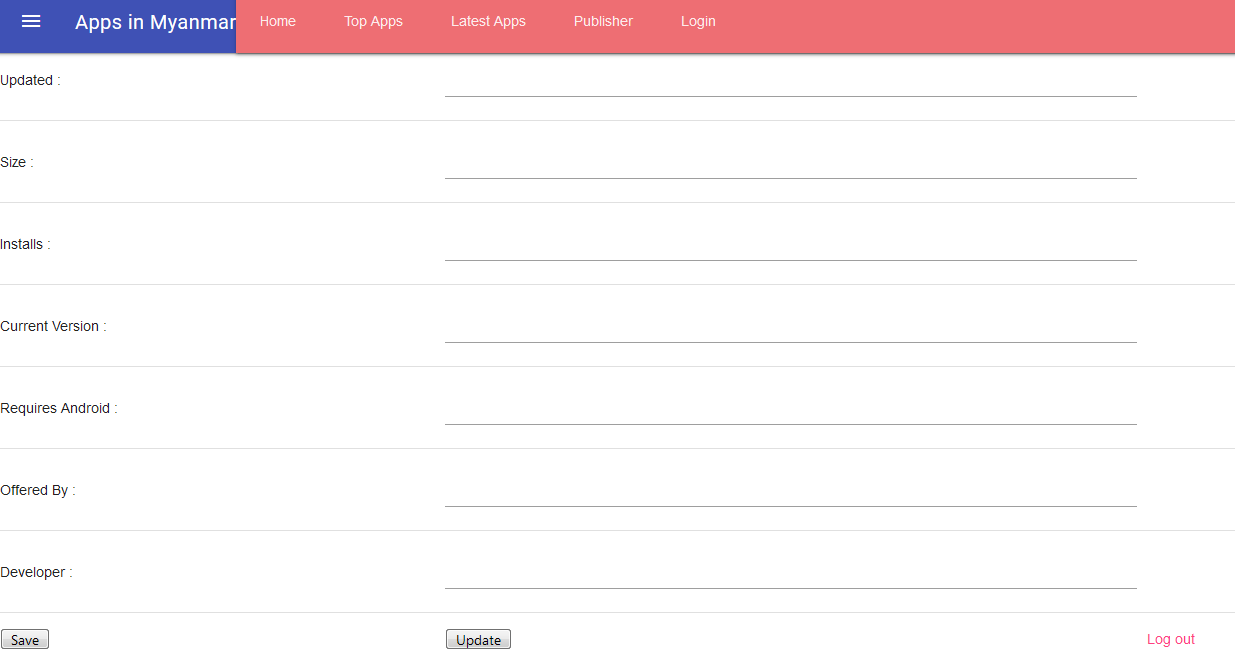 Apps in Myanmar Home Top Apps Latest Apps Publisher Login
Updated :
Size :
Installs :
Current Version :
Requires Android :
Offered By :
Developer :
Save Update Log out